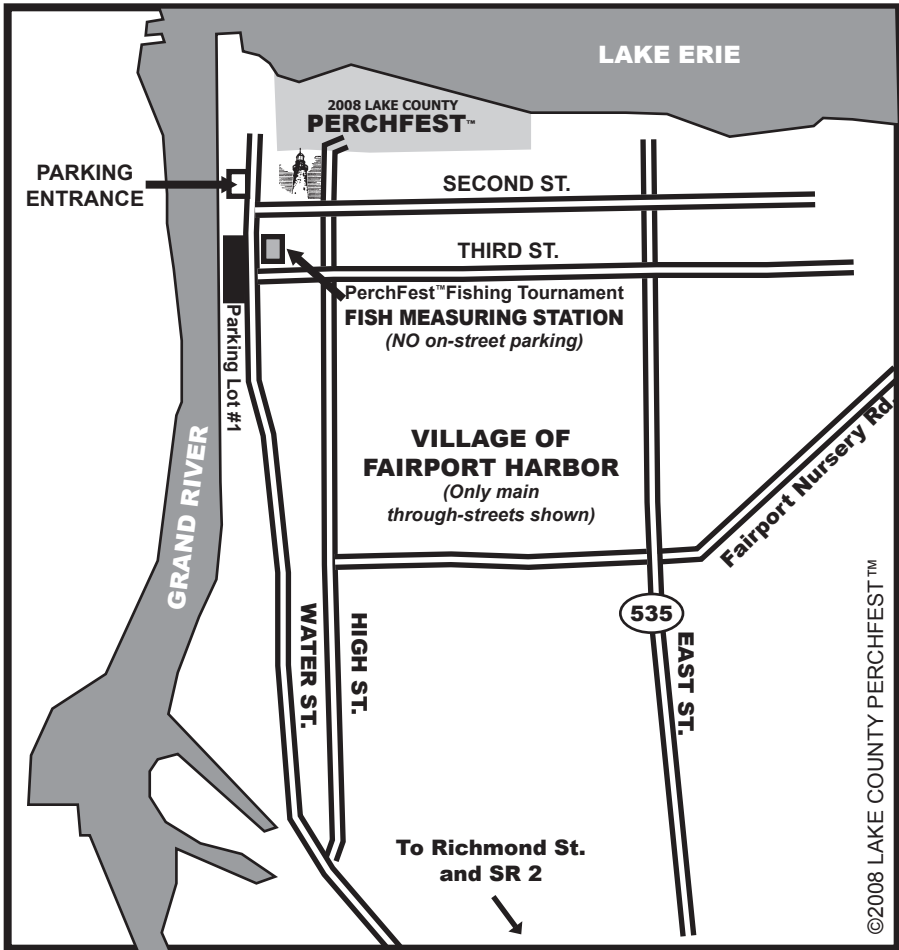 LAKE ERIE
2008 LAKE COUNTY
PERCHFEST™
PARKING
ENTRANCE
SECOND ST.
THIRD ST.
PerchFest™Fishing Tournament
FISH MEASURING STATION
(NO on-street parking)
Parking Lot #1
VILLAGE OF
FAIRPORT HARBOR
(Only main
through-streets shown)
GRAND RIVER
Fairport Nursery Rd.
WATER ST.
HIGH ST.
535
EAST ST.
To Richmond St.
and SR 2
©2008 LAKE COUNTY PERCHFEST™